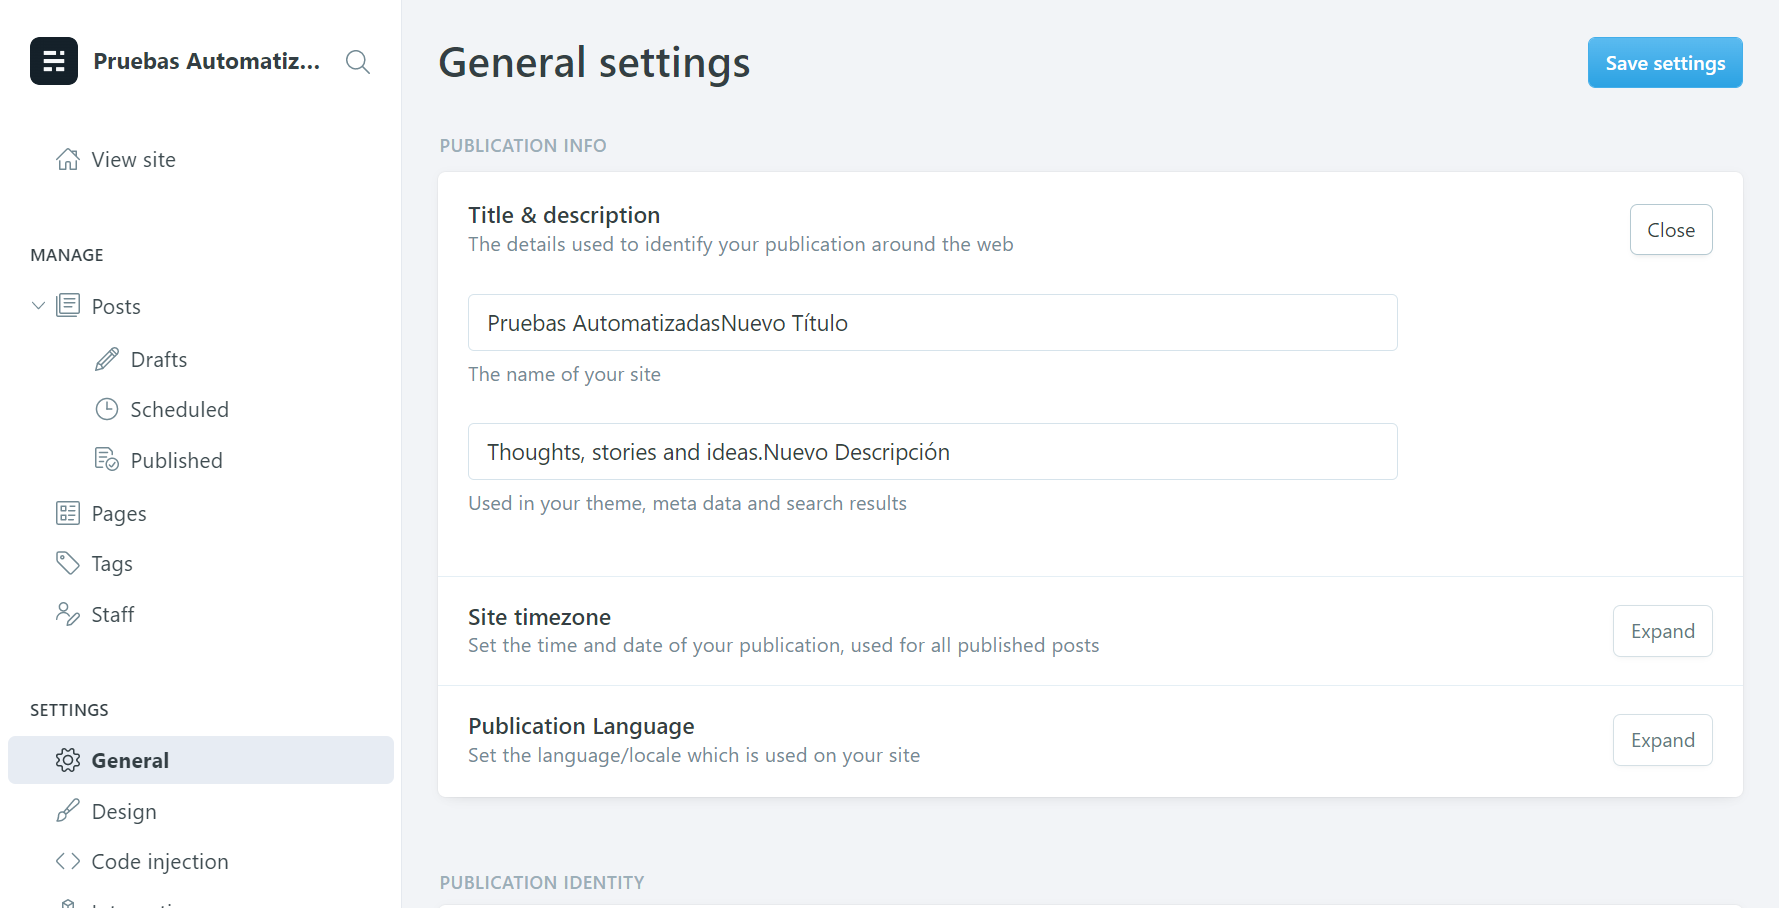 Pruebas Automatiz...
View site
MANAGE
Posts
Drafts
Scheduled
Published
Pages
Tags
Staff
SETTINGS
General
Design
Code injection
General settings
Save settings
PUBLICATION INFO
Title & description
The details used to identify your publication around the web
Close
Pruebas AutomatizadasNuevo Título
The name of your site
Thoughts, stories and ideas.Nuevo Descripción
Used in your theme, meta data and search results
Site timezone
Set the time and date of your publication, used for all published posts
Expand
Publication Language
Set the language/locale which is used on your site
Expand
PUBLICATION IDENTITY